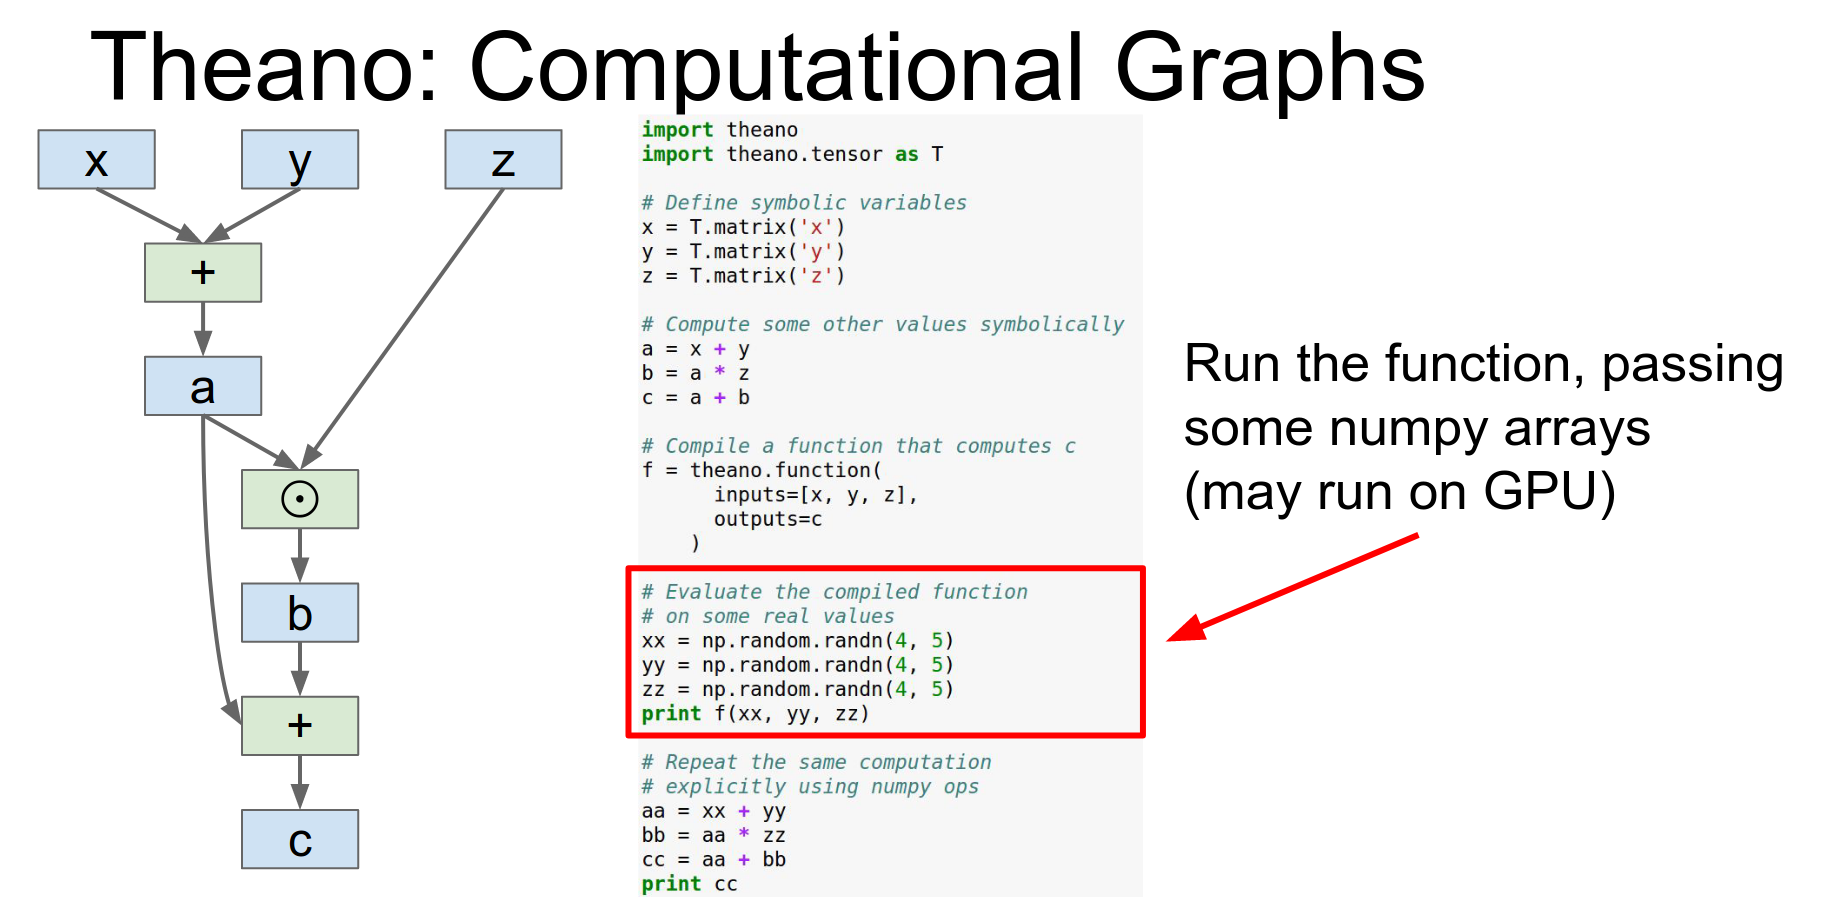 Theano: Computational Graphs
x
y
z
+
a
⊙
b
+
c
import theano
import theano.tensor as T
# Define symbolic variables
x = T.matrix('x')
y = T.matrix('y')
z = T.matrix('z')
# Compute some other values symbolically
a = x + y
b = a * z
c = a + b
# Compile a function that computes c
f = theano.function(
inputs=[x, y, z],
outputs=c
)
# Evaluate the compiled function
# on some real values
xx = np.random.randn(4, 5)
yy = np.random.randn(4, 5)
zz = np.random.randn(4, 5)
print f(xx, yy, zz)
# Repeat the same computation
# explicitly using numpy ops
aa = xx + yy
bb = aa * zz
cc = aa + bb
print cc
Run the function, passing
some numpy arrays
(may run on GPU)